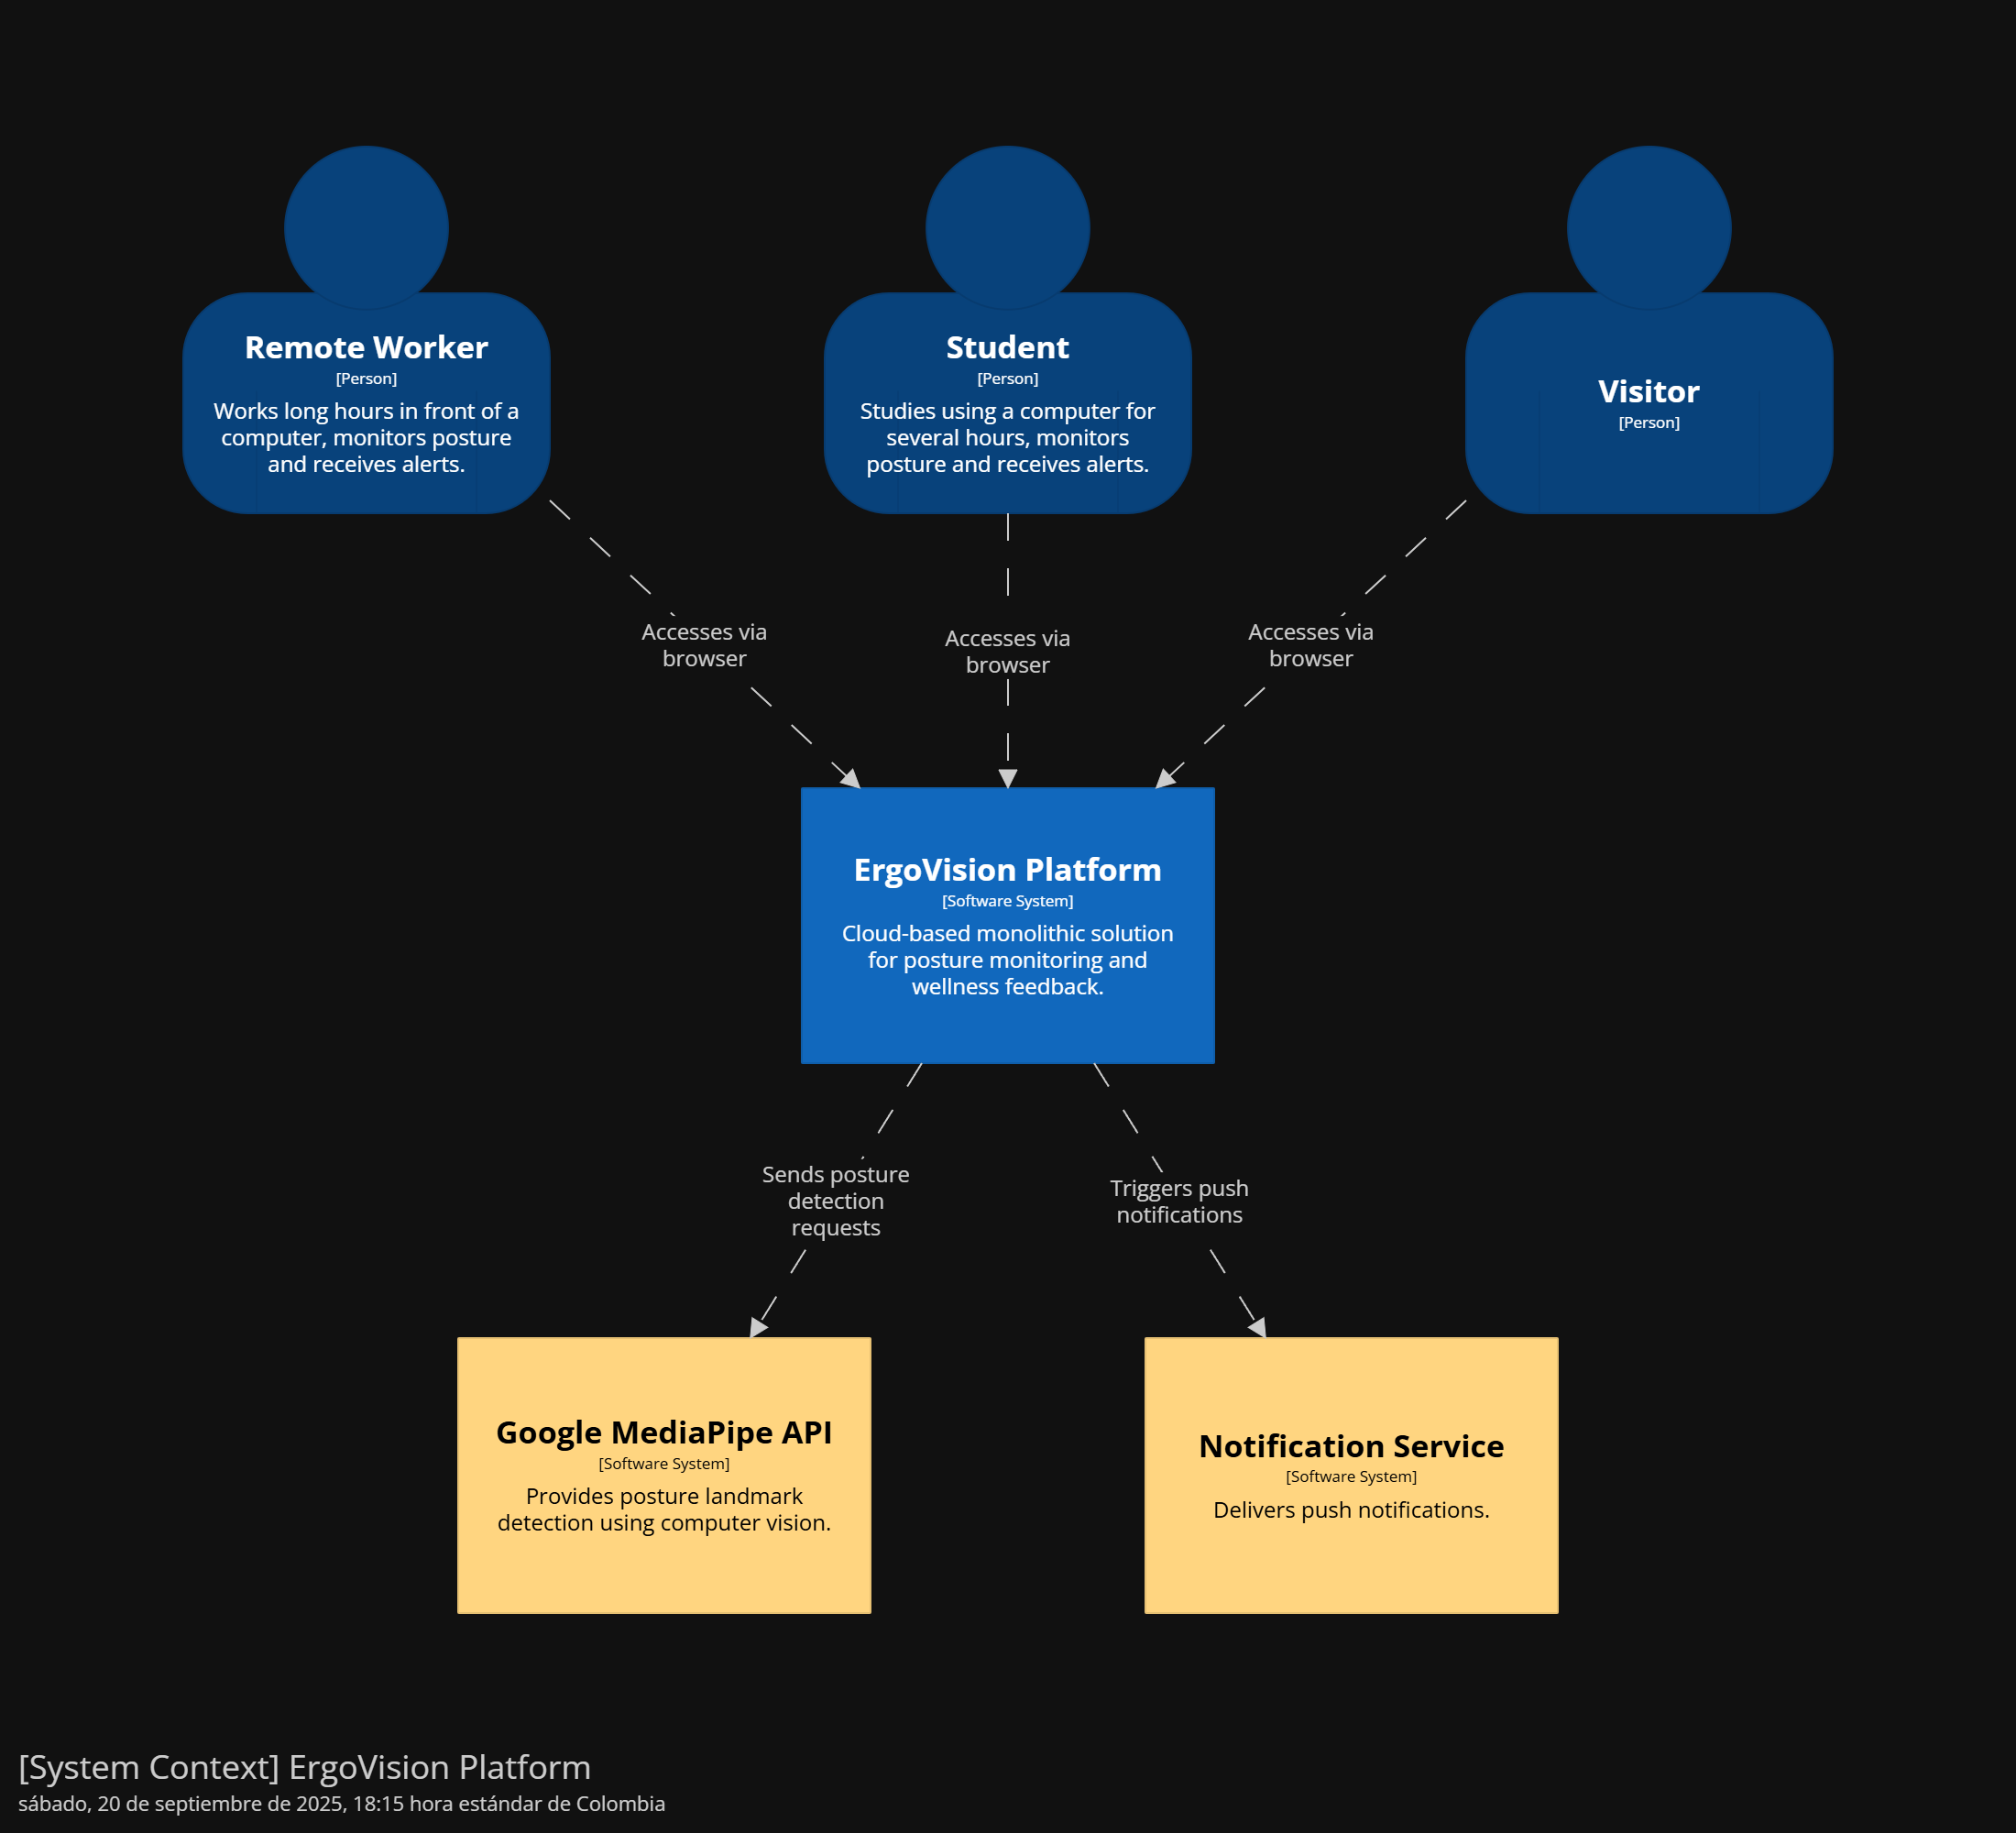 Remote Worker
[Person]
Works long hours in front of a
computer, monitors posture
and receives alerts.
Student
[Person]
Studies using a computer for
several hours, monitors
posture and receives alerts.
Visitor
[Person]
Accesses via
browser
Accesses via
browser
Accesses via
browser
ErgoVision Platform
[Software System]
Cloud-based monolithic solution
for posture monitoring and
wellness feedback.
Sends posture
detection
requests
Triggers push
notifications
Google MediaPipe API
[Software System]
Provides posture landmark
detection using computer vision.
Notification Service
[Software System]
Delivers push notifications.
[System Context] ErgoVision Platform
sábado, 20 de septiembre de 2025, 18:15 hora estándar de Colombia